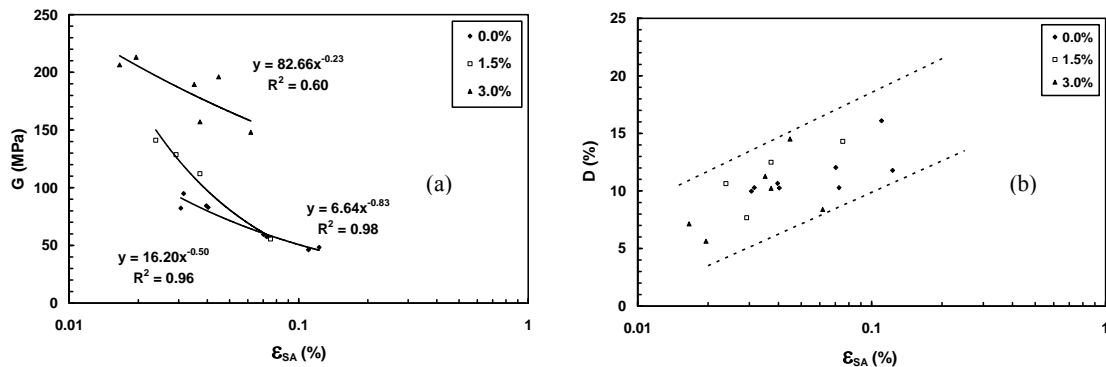 250
200
150
100
50
0
G (MPa)
0.01
0.1
1
ε_SA (%)
0.0%
1.5%
3.0%
y = 82.66x^-0.23
R² = 0.60
(a)
y = 6.64x^-0.83
R² = 0.98
y = 16.20x^-0.50
R² = 0.96
25
20
15
10
5
0
D (%)
0.01
0.1
1
ε_SA (%)
0.0%
1.5%
3.0%
(b)